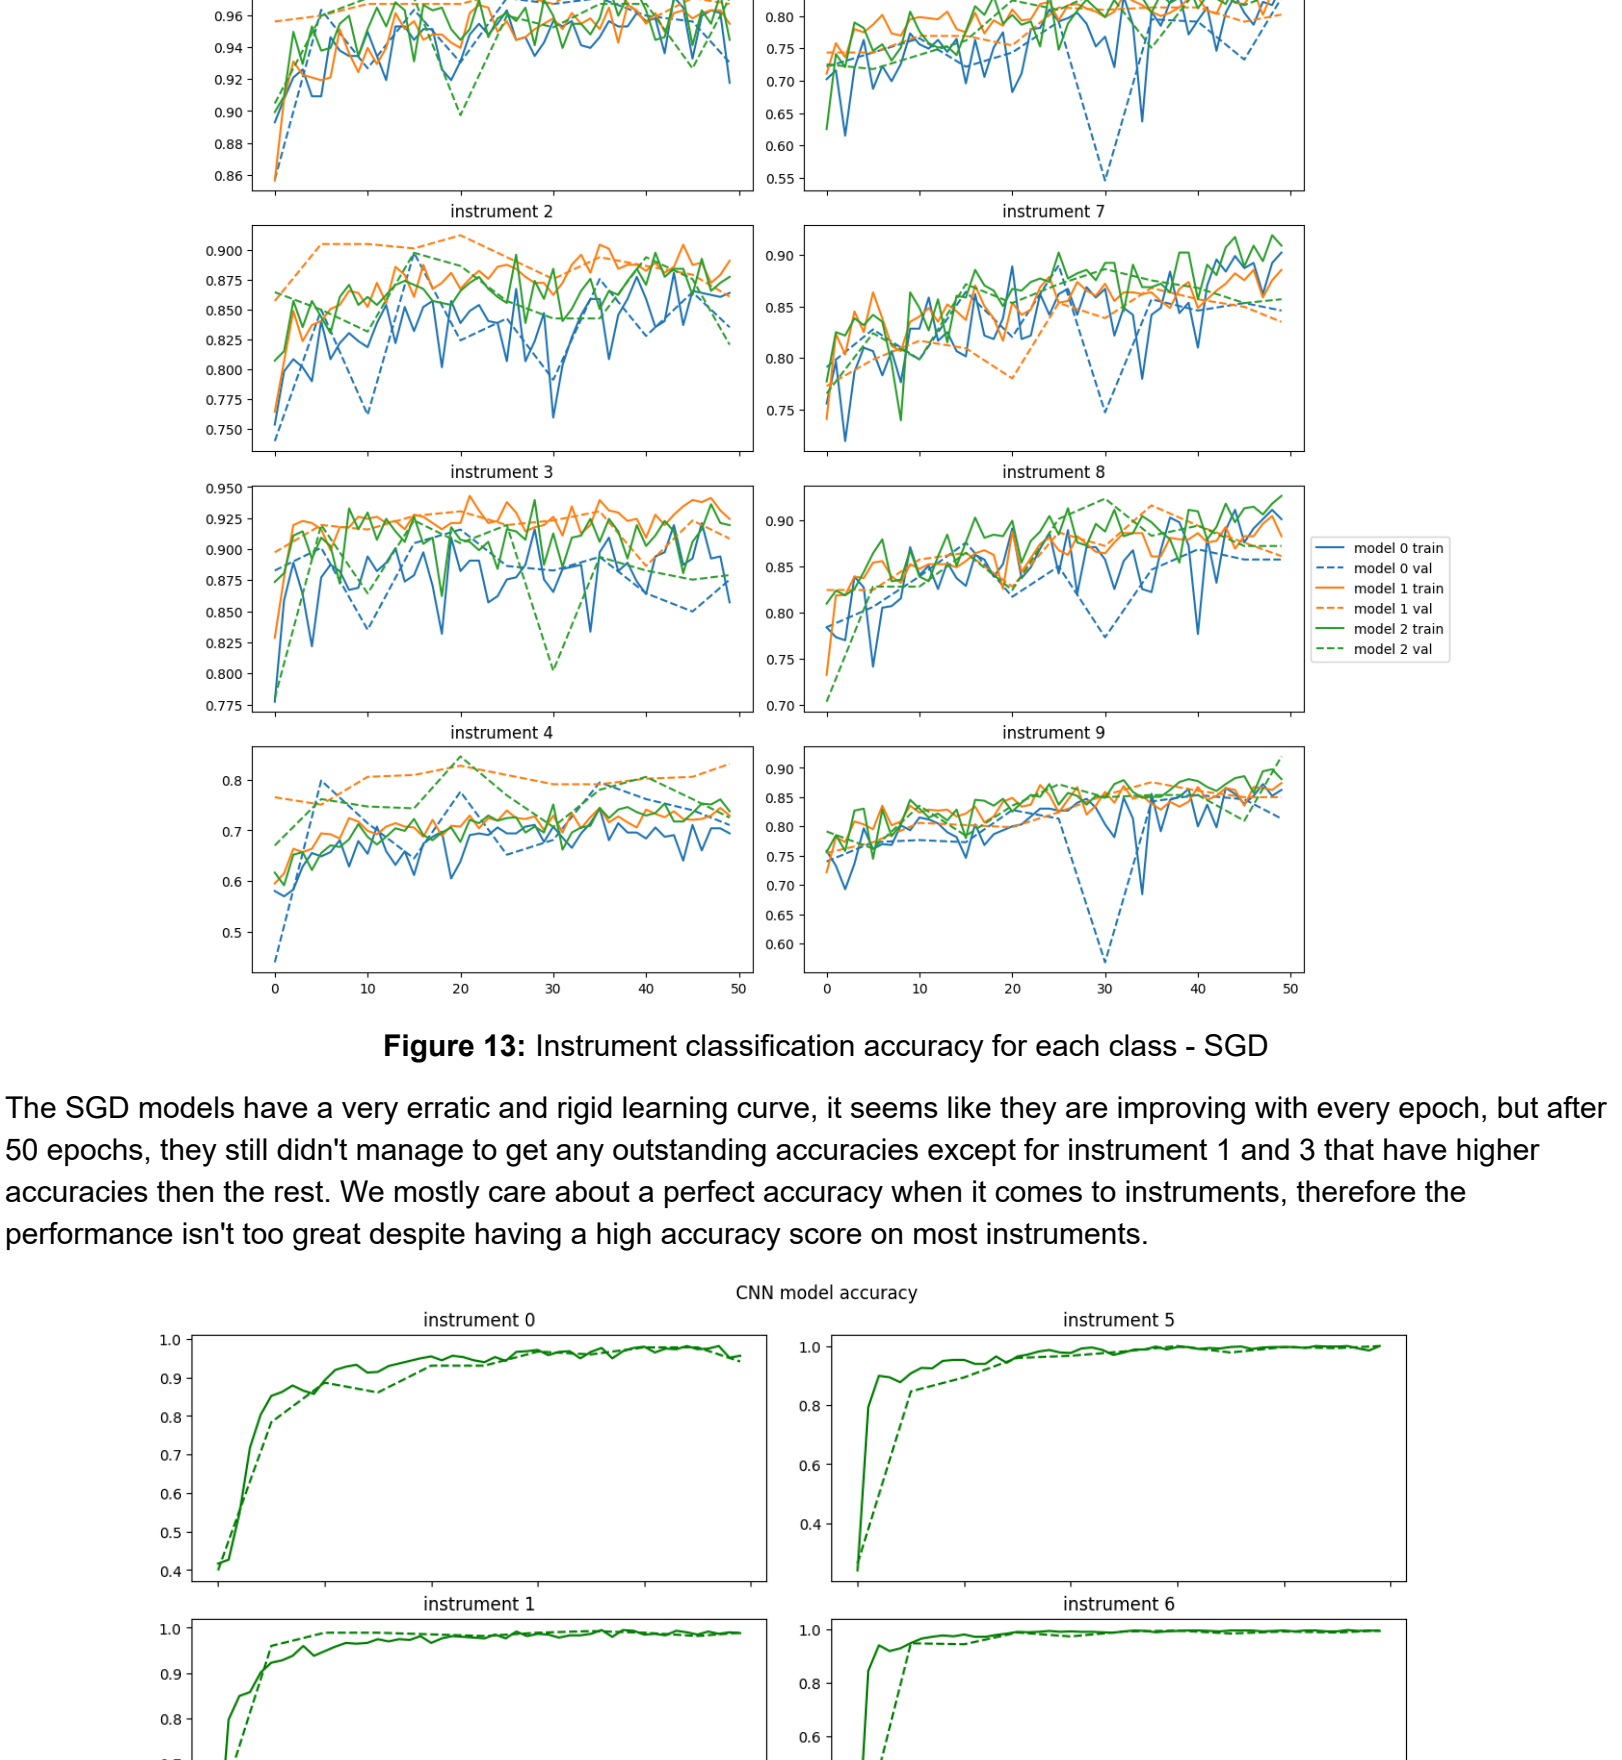 0.96
0.94
0.92
0.90
0.88
0.86
0.80
0.75
0.70
0.65
0.60
0.55
instrument 2
instrument 7
0.900
0.875
0.850
0.825
0.800
0.775
0.750
0.90
0.85
0.80
0.75
instrument 3
instrument 8
0.950
0.925
0.900
0.875
0.850
0.825
0.800
0.775
0.90
0.85
0.80
0.75
0.70
model 0 train
model 0 val
model 1 train
model 1 val
model 2 train
model 2 val
instrument 4
instrument 9
0.8
0.7
0.6
0.5
0.90
0.85
0.80
0.75
0.70
0.65
0.60
0 10 20 30 40 50
0 10 20 30 40 50
Figure 13: Instrument classification accuracy for each class - SGD
The SGD models have a very erratic and rigid learning curve, it seems like they are improving with every epoch, but after
50 epochs, they still didn't manage to get any outstanding accuracies except for instrument 1 and 3 that have higher
accuracies then the rest. We mostly care about a perfect accuracy when it comes to instruments, therefore the
performance isn't too great despite having a high accuracy score on most instruments.
CNN model accuracy
instrument 0
instrument 5
1.0
0.9
0.8
0.7
0.6
0.5
0.4
1.0
0.8
0.6
0.4
instrument 1
instrument 6
1.0
0.9
0.8
1.0
0.8
0.6